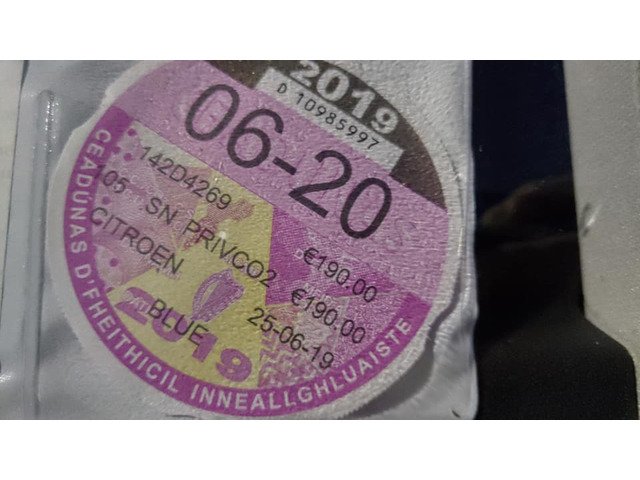 2019
D 10985997
06-20
142D4269 €190.00
05 SN PRIVCO2 €190.00
CITROEN 25-06-19
BLUE
2019
CEADÚNAS D'FHEITHICIL INNEALLGHLUAISTE